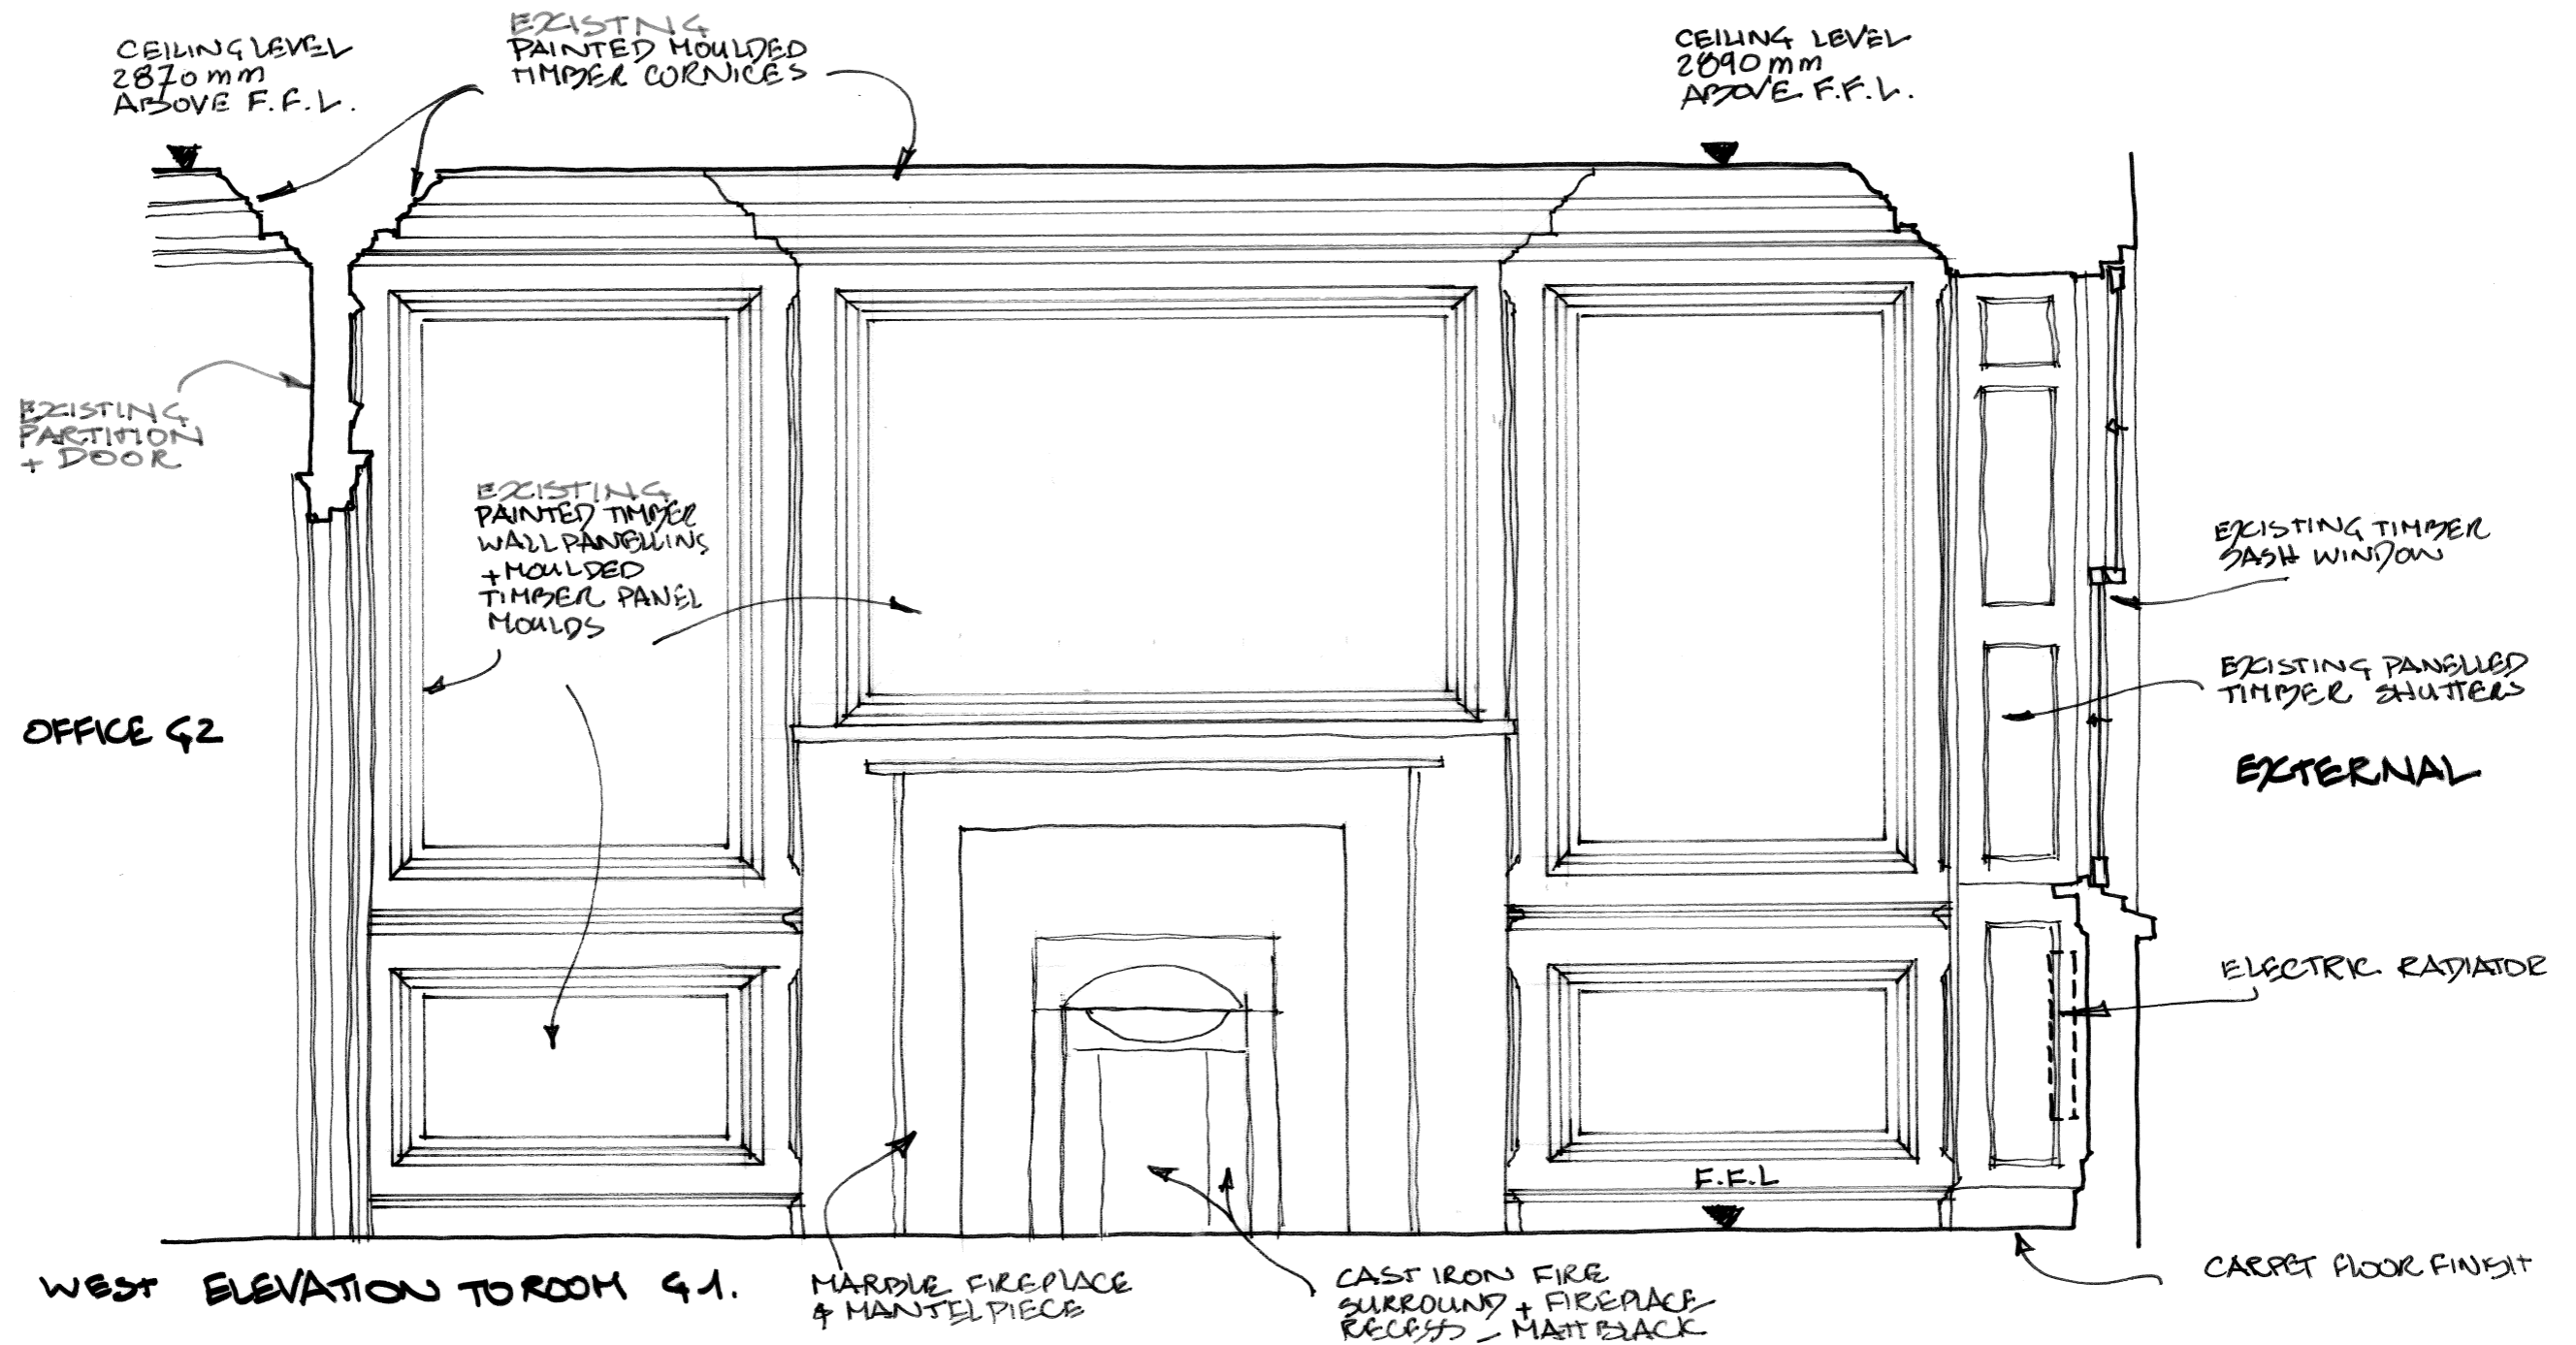 CEILING LEVEL
2870mm
ABOVE F.F.L.
EXISTNG
PAINTED MOULDED
TIMBER CORNICES
CEILING LEVEL
2890mm
ABOVE F.F.L.
EXISTING
PARTITION
+ DOOR
EXISTING
PAINTED TIMBER
WALL PANELLING
+ MOULDED
TIMBER PANEL
MOULDS
EXISTING TIMBER
SASH WINDOW
EXISTING PANELLED
TIMBER SHUTTERS
OFFICE G2
EXTERNAL
ELECTRIC RADIATOR
F.F.L
CARPET FLOOR FINISH
WEST ELEVATION TO ROOM G1.
MARBLE FIREPLACE
& MANTELPIECE
CAST IRON FIRE
SURROUND + FIREPLACE
RECESS - MATT BLACK